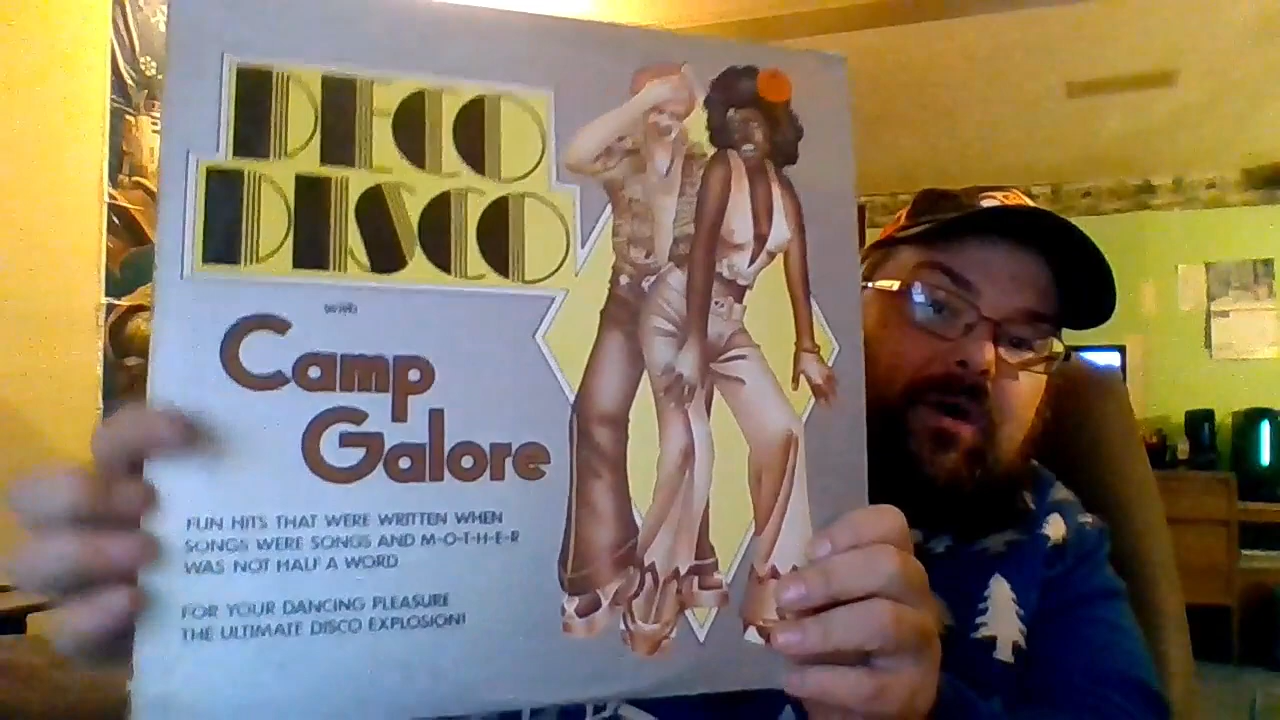 DECO
DISCO
Camp
Galore
FUN HITS THAT WERE WRITTEN WHEN
SONGS WERE SONGS AND M-O-T-H-E-R
WAS NOT HALF A WORD
FOR YOUR DANCING PLEASURE
THE ULTIMATE DISCO EXPLOSION!